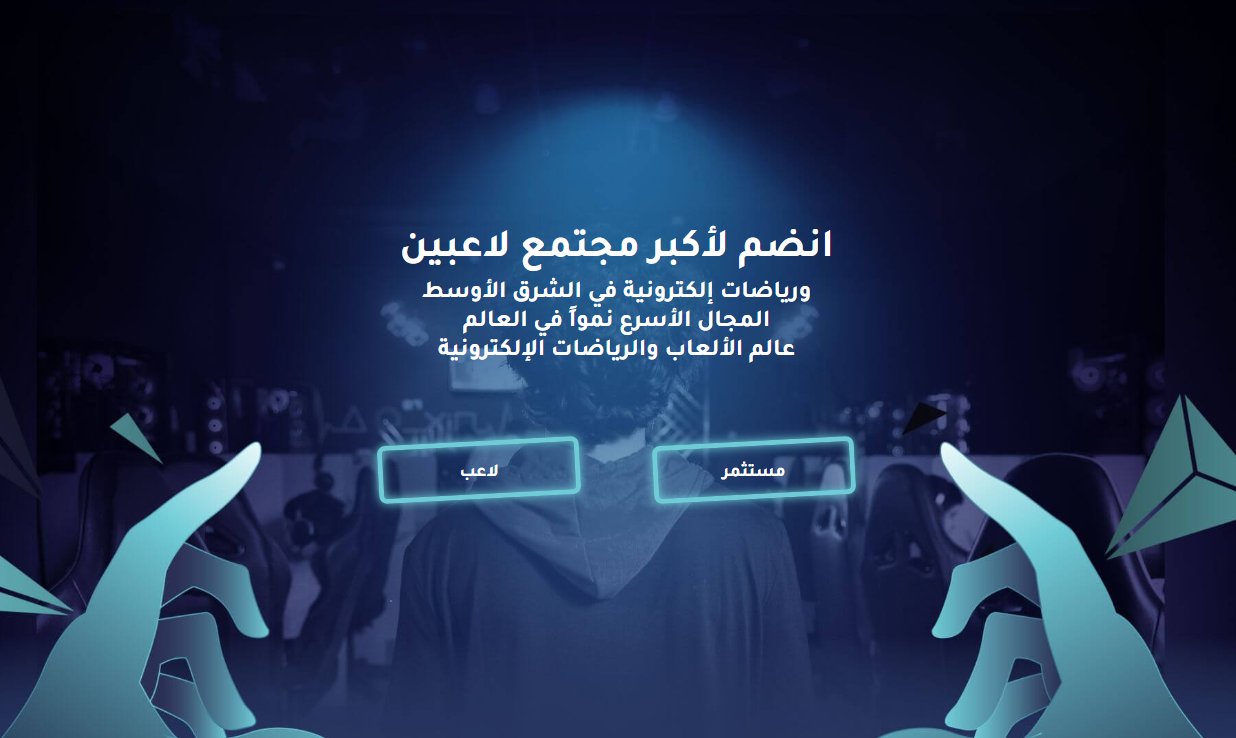 انضم لأكبر مجتمع لاعبين
ورياضات إلكترونية في الشرق الأوسط
المجال الأسرع نمواً في العالم
عالم الألعاب والرياضات الإلكترونية
مستثمر
لاعب